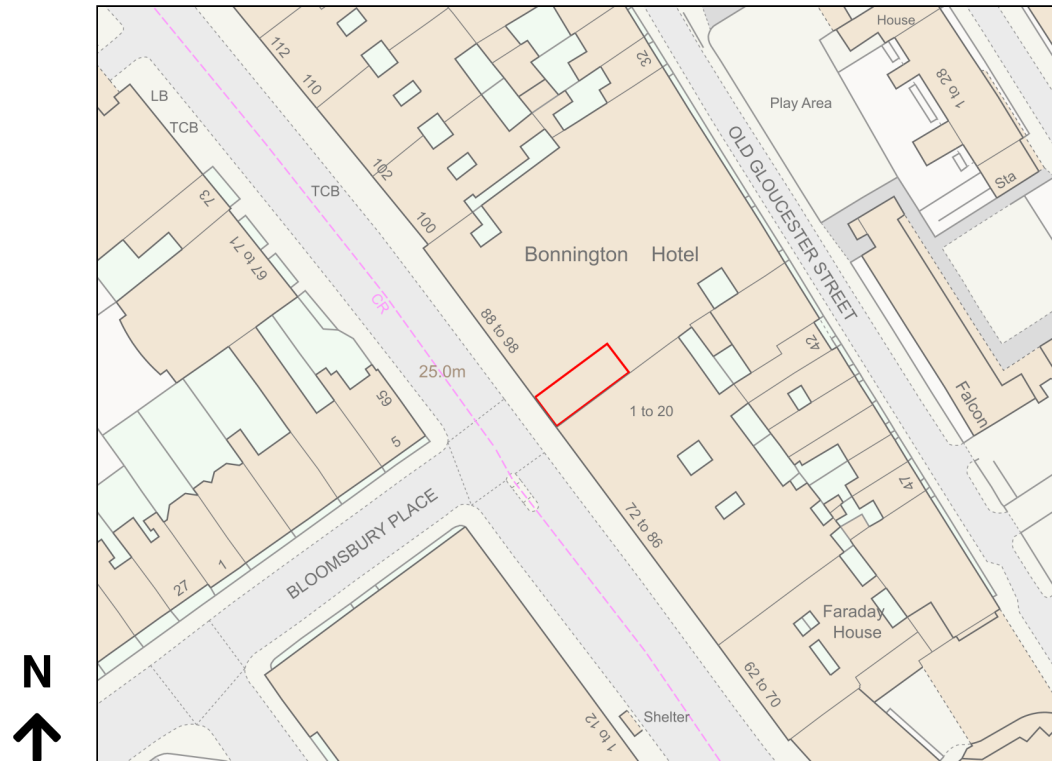 House
112
32
1 to 28
110
LB
Play Area
TCB
OLD GLOUCESTER STREET
102
TCB
Sta
73
100
67 to 71
Bonnington Hotel
CR
88 to 98
42
25.0m
65
Falcon
1 to 20
5
47
72 to 86
BLOOMSBURY PLACE
1
27
Faraday
House
N
62 to 70
Shelter
1 to 12